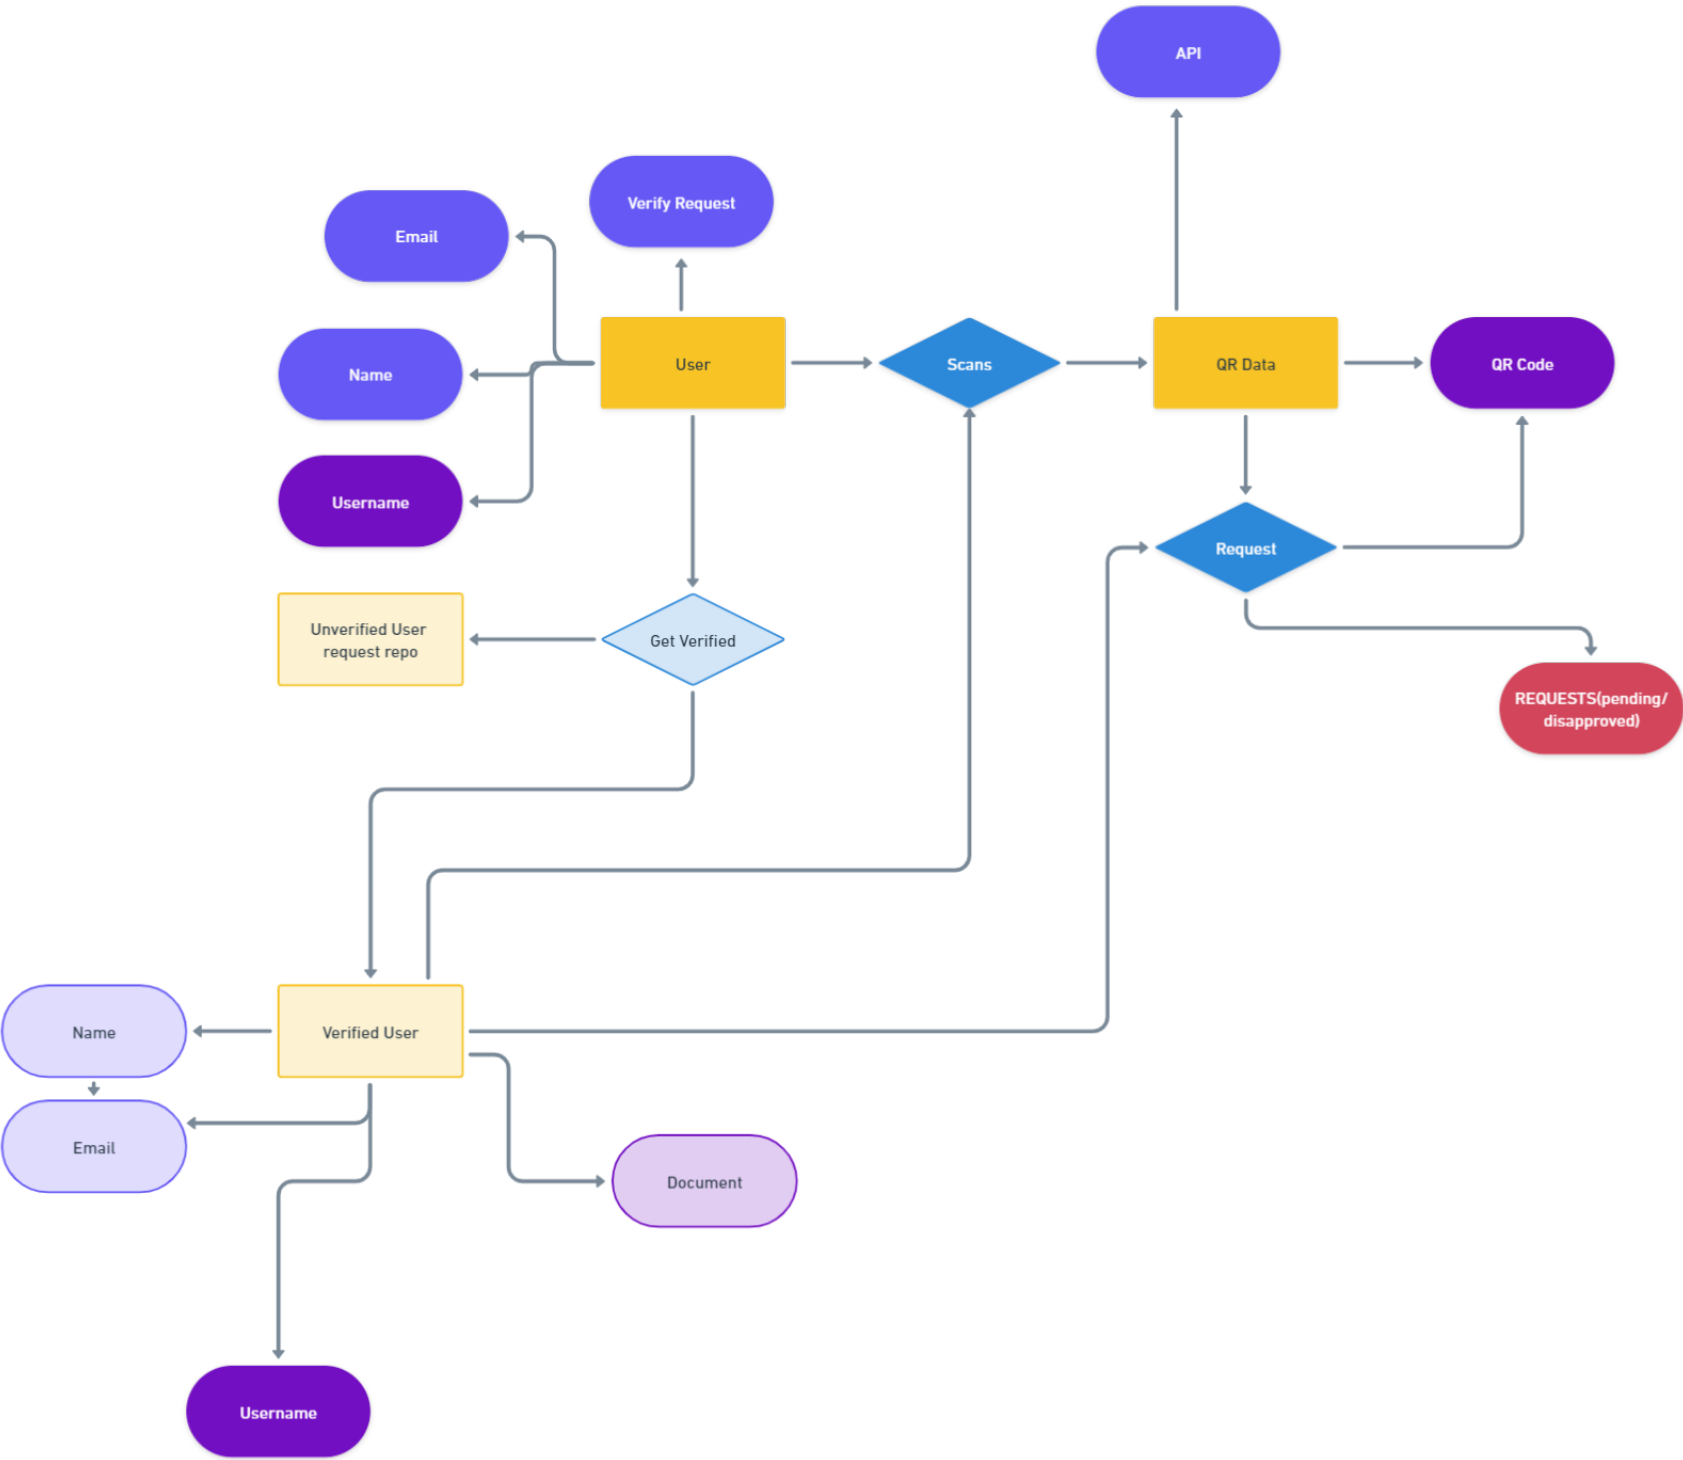 API
Verify Request
Email
Name
User
Scans
QR Data
QR Code
Username
Request
Unverified User
request repo
Get Verified
REQUESTS(pending/
disapproved)
Name
Verified User
Email
Document
Username